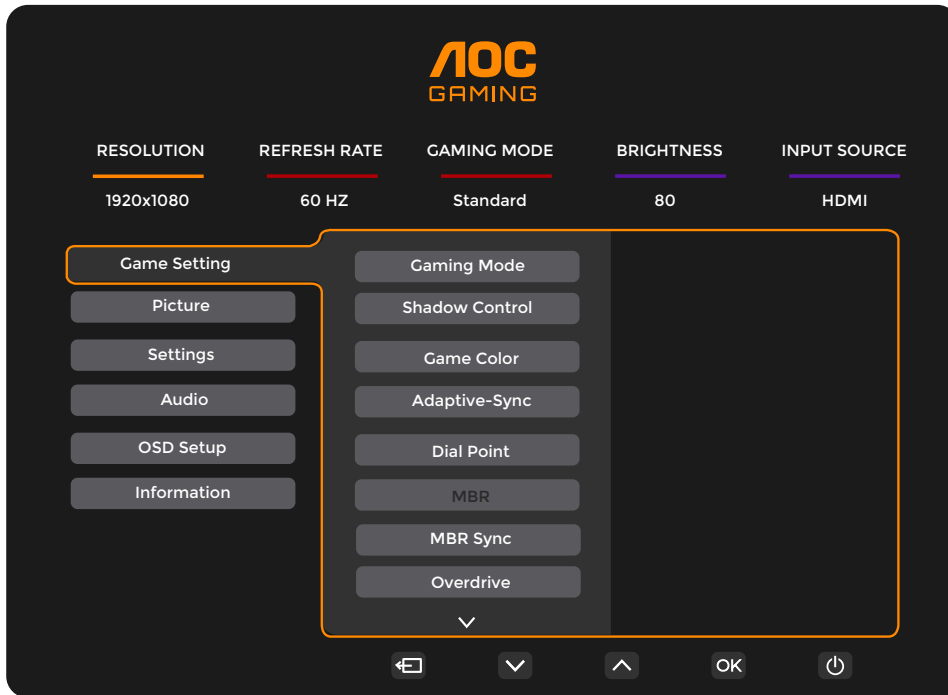 AOC
GAMING
RESOLUTION REFRESH RATE GAMING MODE BRIGHTNESS INPUT SOURCE
1920x1080 60 HZ Standard 80 HDMI
Game Setting
Picture
Settings
Audio
OSD Setup
Information
Gaming Mode
Shadow Control
Game Color
Adaptive-Sync
Dial Point
MBR
MBR Sync
Overdrive
OK